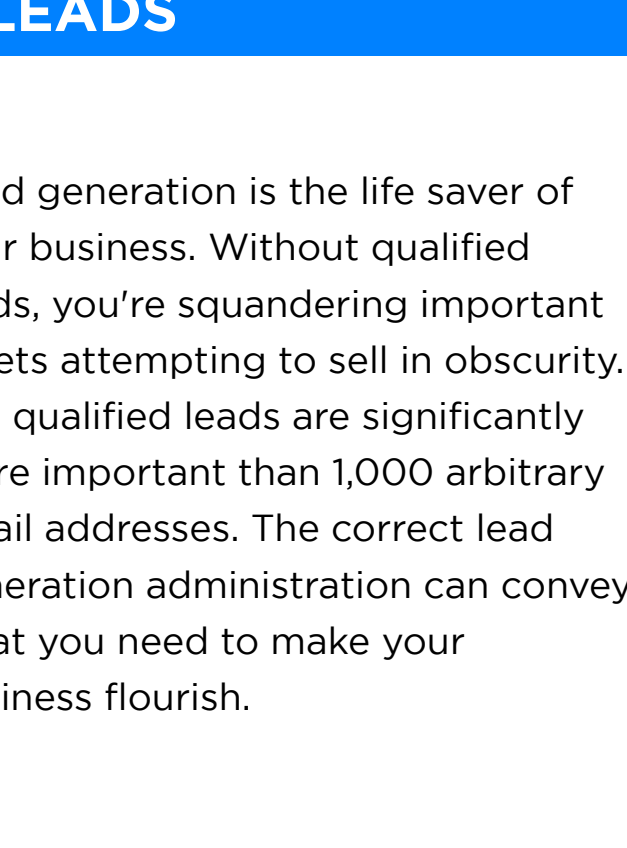 LEADS
d generation is the life saver of
r business. Without qualified
ds, you're squandering important
ets attempting to sell in obscurity.
qualified leads are significantly
re important than 1,000 arbitrary
ail addresses. The correct lead
neration administration can convey
at you need to make your
iness flourish.